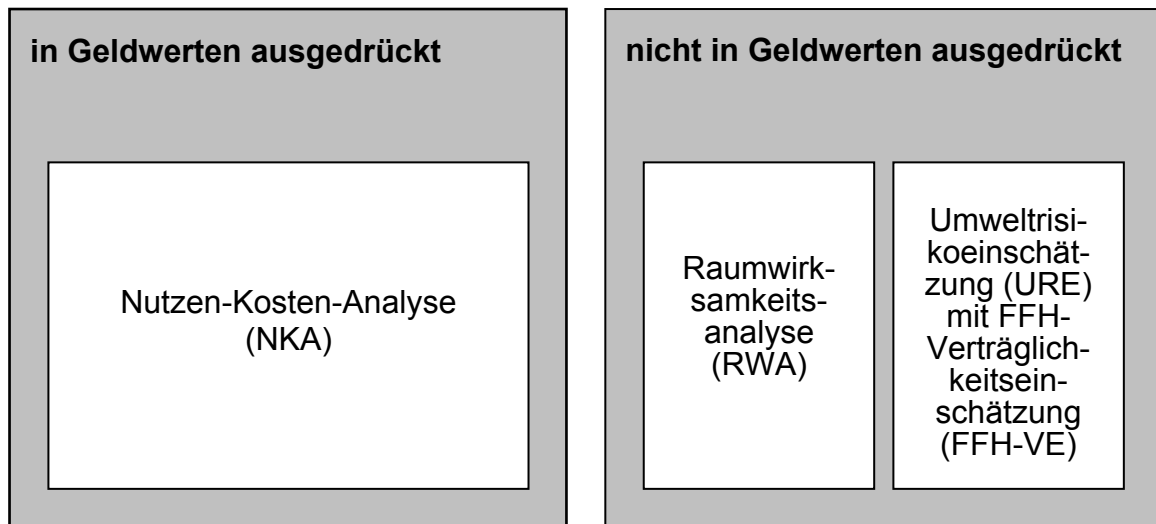 in Geldwerten ausgedrückt
Nutzen-Kosten-Analyse
(NKA)
nicht in Geldwerten ausgedrückt
Raumwirk-
samkeits-
analyse
(RWA)
Umweltrisi-
koeinschät-
zung (URE)
mit FFH-
Verträglich-
keitsein-
schätzung
(FFH-VE)